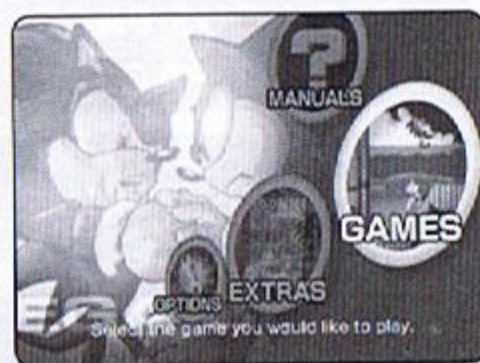 MANUALS
GAMES
EXTRAS
OPTIONS
Select the game you would like to play.